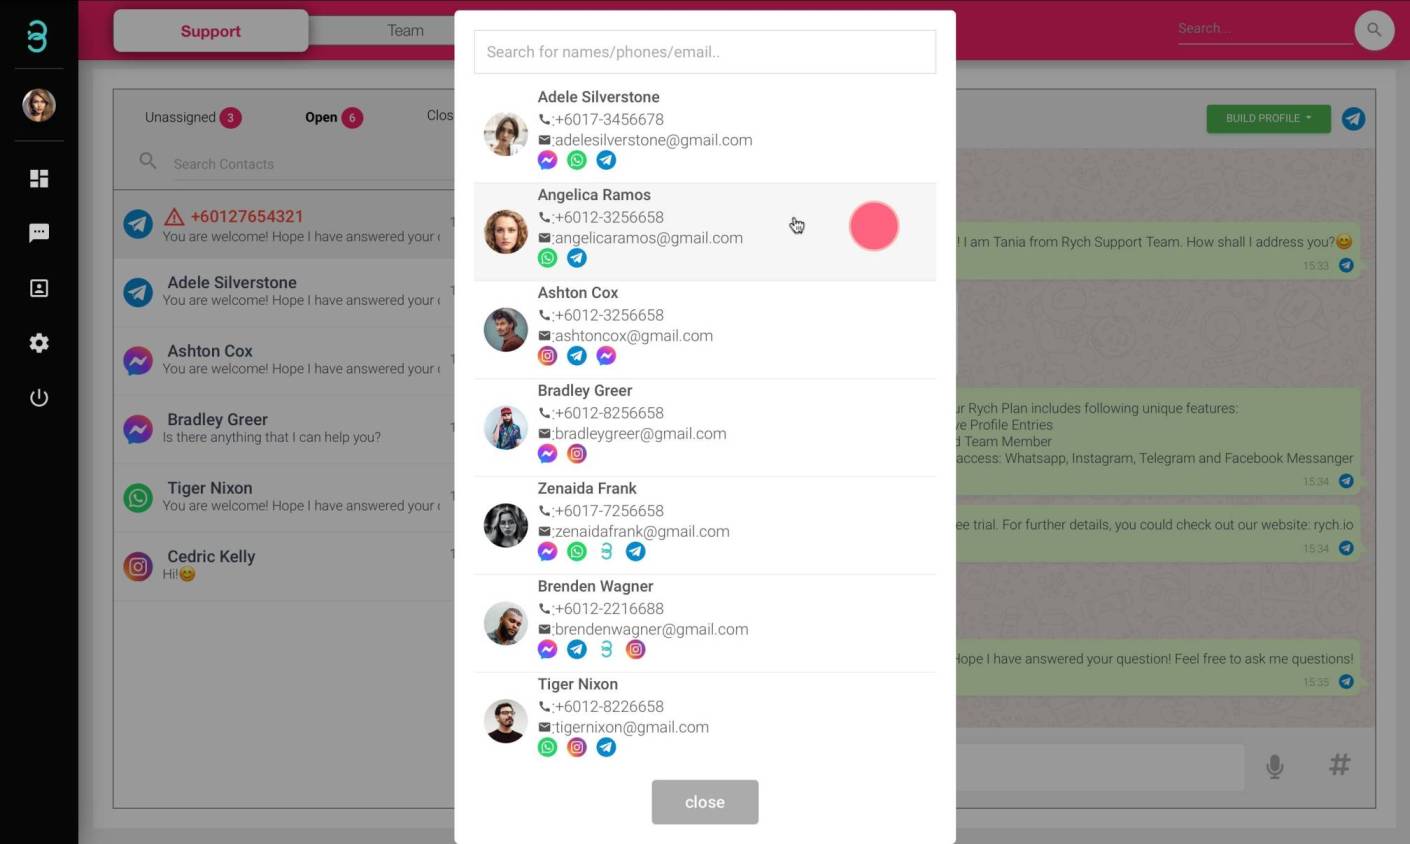 Support
Team
Search...
Unassigned 3
Open 6
Search Contacts
+60127654321
You are welcome! Hope I have answered your
Adele Silverstone
You are welcome! Hope I have answered your
Ashton Cox
You are welcome! Hope I have answered your
Bradley Greer
Is there anything that I can help you?
Tiger Nixon
You are welcome! Hope I have answered your
Cedric Kelly
Hi!😊
Search for names/phones/email..
Adele Silverstone
:+6017-3456678
:adelesilverstone@gmail.com
Angelica Ramos
:+6012-3256658
:angelicaramos@gmail.com
Ashton Cox
:+6012-3256658
:ashtoncox@gmail.com
Bradley Greer
:+6012-8256658
:bradleygreer@gmail.com
Zenaida Frank
:+6017-7256658
:zenaidafrank@gmail.com
Brenden Wagner
:+6012-2216688
:brendenwagner@gmail.com
Tiger Nixon
:+6012-8226658
:tigernixon@gmail.com
close
BUILD PROFILE
! I am Tania from Rych Support Team. How shall I address you?😊
15:33
Rych Plan includes following unique features:
Profile Entries
Team Member
access: Whatsapp, Instagram, Telegram and Facebook Messanger
15:34
trial. For further details, you could check out our website: rych.io
15:34
Hope I have answered your question! Feel free to ask me questions!
15:35
#